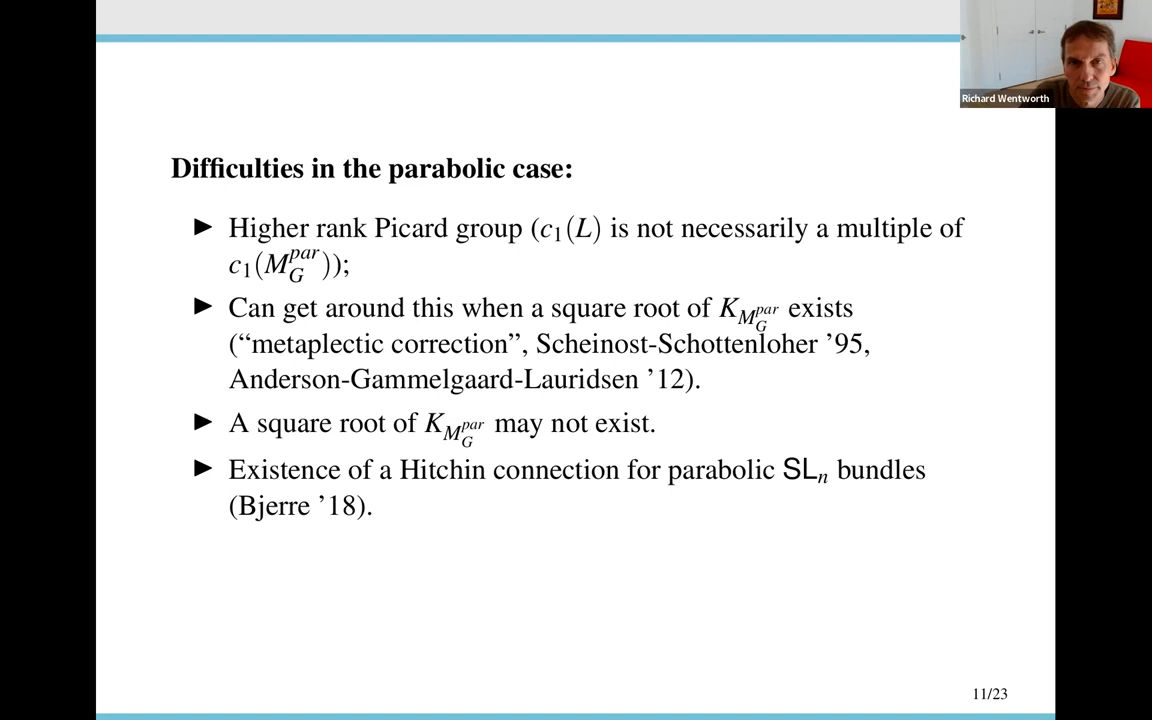 Richard Wentworth
Difficulties in the parabolic case:
▶ Higher rank Picard group (c₁(L) is not necessarily a multiple of
c₁(M_G^{par}));
▶ Can get around this when a square root of K_{M_G^{par}} exists
(“metaplectic correction”, Scheinost-Schottenloher ’95,
Anderson-Gammelgaard-Lauridsen ’12).
▶ A square root of K_{M_G^{par}} may not exist.
▶ Existence of a Hitchin connection for parabolic SL_n bundles
(Bjerre ’18).
11/23